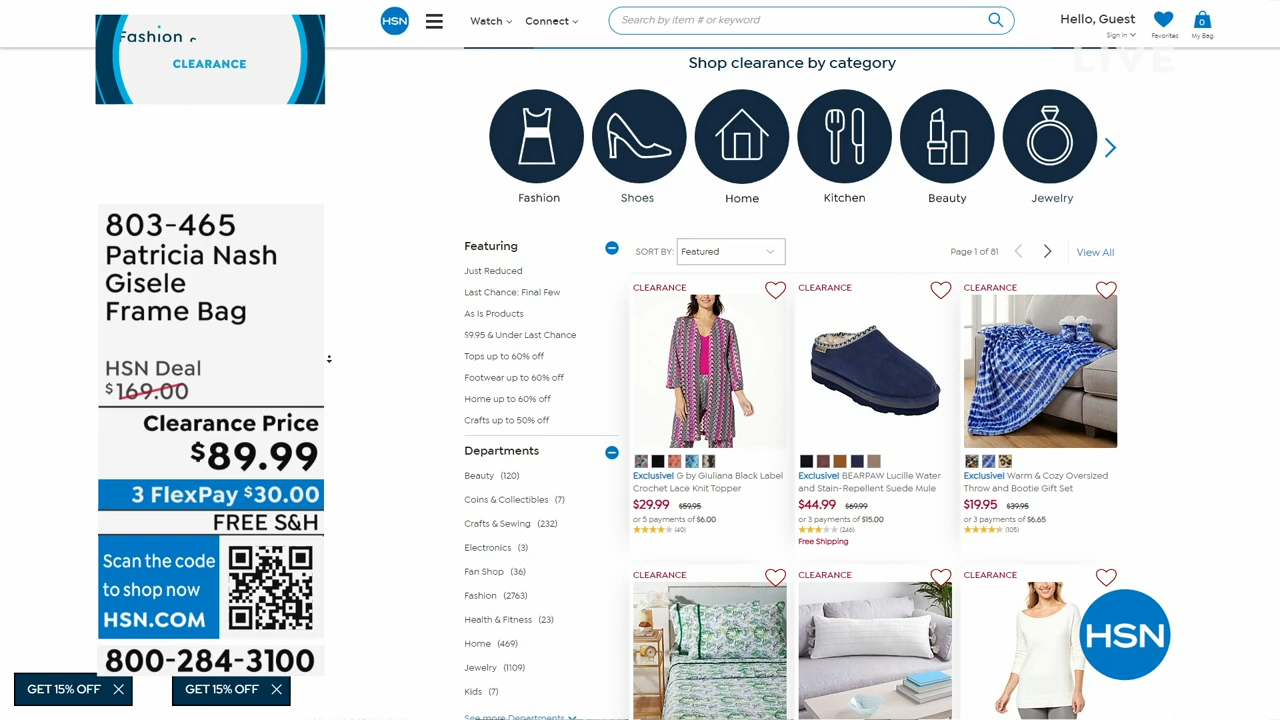 Fashion
CLEARANCE
803-465
Patricia Nash
Gisele
Frame Bag
HSN Deal
$169.00
Clearance Price
$89.99
3 FlexPay $30.00
FREE S&H
Scan the code
to shop now
HSN.COM
800-284-3100
GET 15% OFF
GET 15% OFF
HSN
Watch
Connect
Search by item # or keyword
Hello, Guest
Sign In
Favorites
0
My Bag
LIVE
Shop clearance by category
Fashion
Shoes
Home
Kitchen
Beauty
Jewelry
Featuring
Just Reduced
Last Chance: Final Few
As Is Products
$9.95 & Under Last Chance
Tops up to 60% off
Footwear up to 60% off
Home up to 60% off
Crafts up to 50% off
Departments
Beauty (120)
Coins & Collectibles (7)
Crafts & Sewing (232)
Electronics (3)
Fan Shop (36)
Fashion (2763)
Health & Fitness (23)
Home (469)
Jewelry (1109)
Kids (7)
See more Departments
SORT BY: Featured
Page 1 of 81
View All
CLEARANCE
Exclusive! G by Giuliana Black Label
Crochet Lace Knit Topper
$29.99 $59.95
or 5 payments of $6.00
(40)
CLEARANCE
Exclusive! BEARPAW Lucille Water
and Stain-Repellent Suede Mule
$44.99 $69.99
or 3 payments of $15.00
(246)
Free Shipping
CLEARANCE
Exclusive! Warm & Cozy Oversized
Throw and Bootie Gift Set
$19.95 $39.95
or 3 payments of $6.65
(105)
CLEARANCE
CLEARANCE
CLEARANCE
HSN